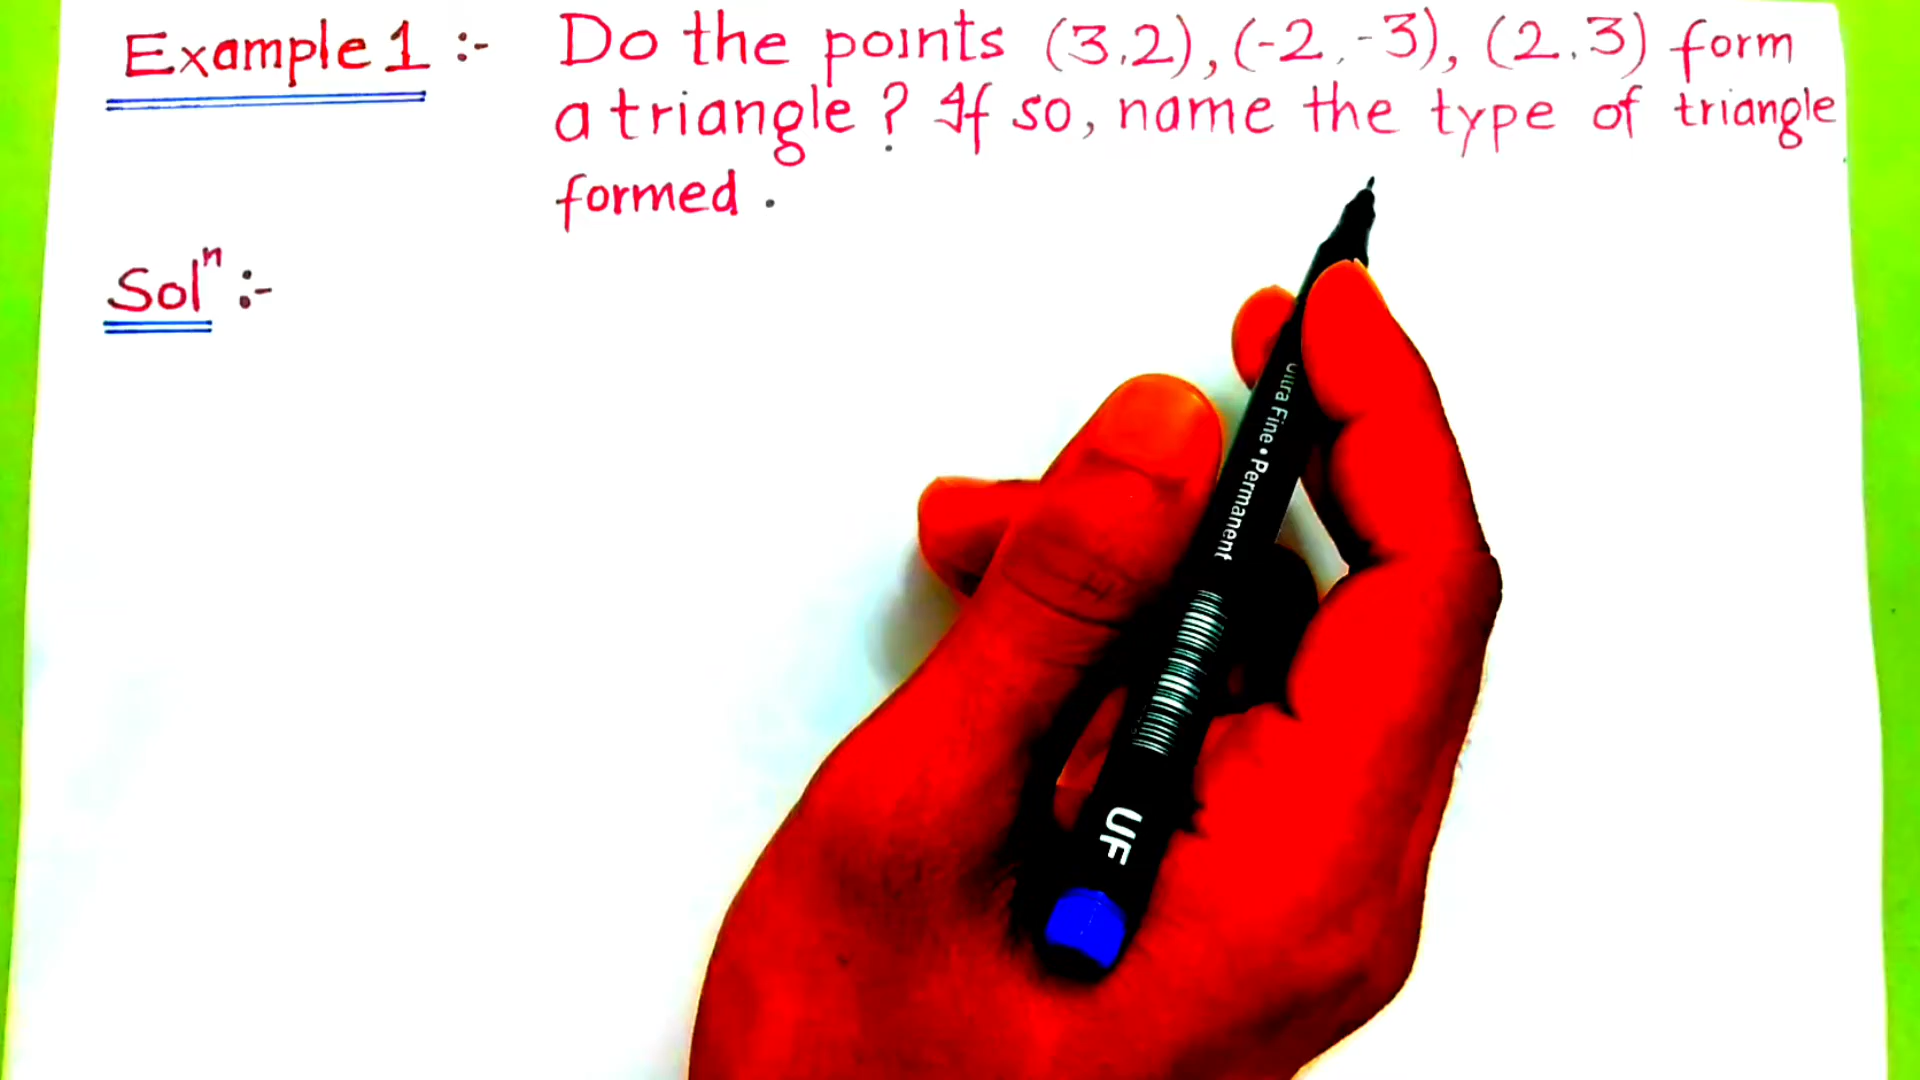 Example 1 :- Do the points (3,2), (-2,-3), (2,3) form
a triangle ? If so, name the type of triangle
formed .
Solⁿ :-
Ultra Fine • Permanent
UF